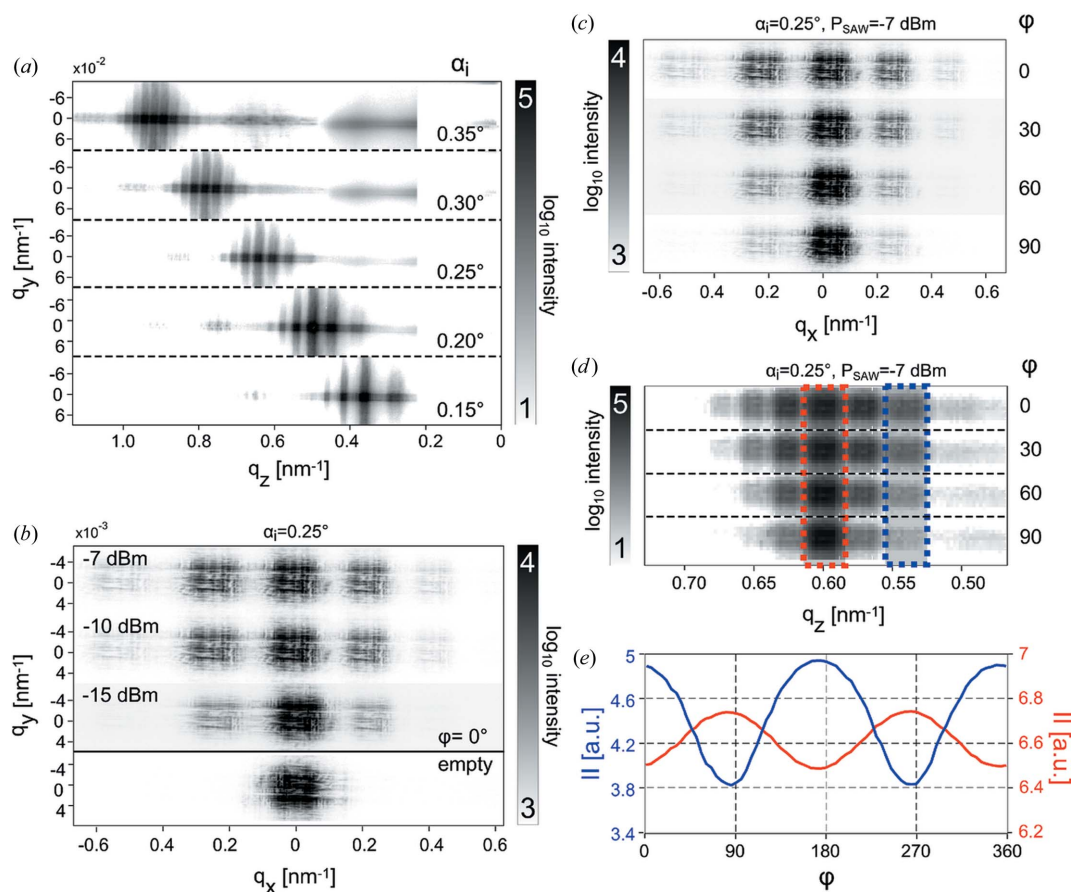 (a)
x10⁻²
αi
-6
0
6
0.35°
-6
0
6
0.30°
-6
0
6
0.25°
-6
0
6
0.20°
-6
0
6
0.15°
qy [nm⁻¹]
1.0 0.8 0.6 0.4 0.2 0
qz [nm⁻¹]
5
log10 intensity
1
(b)
x10⁻³
αi=0.25°
-7 dBm
-4
0
4
-10 dBm
-4
0
4
-15 dBm
-4
0
4
φ= 0°
empty
-4
0
4
qy [nm⁻¹]
-0.6 0.4 0.2 0 0.2 0.4 0.6
qx [nm⁻¹]
4
log10 intensity
3
(c)
αi=0.25°, PSAW=-7 dBm
φ
4
log10 intensity
3
0
30
60
90
-0.6 0.4 0.2 0 0.2 0.4 0.6
qx [nm⁻¹]
(d)
αi=0.25°, PSAW=-7 dBm
φ
5
log10 intensity
1
0
30
60
90
0.70 0.65 0.60 0.55 0.50
qz [nm⁻¹]
(e)
5
4.6
4.2
3.8
3.4
II [a.u.]
7
6.8
6.6
6.4
6.2
II [a.u.]
0 90 180 270 360
φ